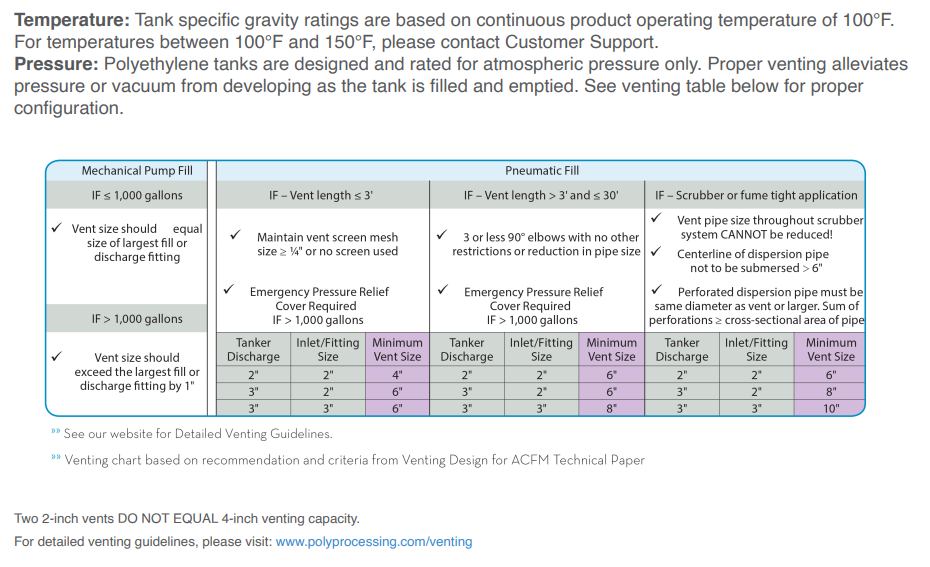 Temperature: Tank specific gravity ratings are based on continuous product operating temperature of 100°F.
For temperatures between 100°F and 150°F, please contact Customer Support.
Pressure: Polyethylene tanks are designed and rated for atmospheric pressure only. Proper venting alleviates
pressure or vacuum from developing as the tank is filled and emptied. See venting table below for proper
configuration.
Mechanical Pump Fill
IF ≤ 1,000 gallons
✓ Vent size should equal
size of largest fill or
discharge fitting
IF > 1,000 gallons
✓ Vent size should
exceed the largest fill or
discharge fitting by 1"
Pneumatic Fill
IF – Vent length ≤ 3'
✓ Maintain vent screen mesh
size ≥ ¼" or no screen used
✓ Emergency Pressure Relief
Cover Required
IF > 1,000 gallons
Tanker Discharge Inlet/Fitting Size Minimum Vent Size
2" 2" 4"
3" 2" 6"
3" 3" 6"
IF – Vent length > 3' and ≤ 30'
✓ 3 or less 90° elbows with no other
restrictions or reduction in pipe size
✓ Emergency Pressure Relief
Cover Required
IF > 1,000 gallons
Tanker Discharge Inlet/Fitting Size Minimum Vent Size
2" 2" 6"
3" 2" 6"
3" 3" 8"
IF – Scrubber or fume tight application
✓ Vent pipe size throughout scrubber
system CANNOT be reduced!
✓ Centerline of dispersion pipe
not to be submersed > 6"
✓ Perforated dispersion pipe must be
same diameter as vent or larger. Sum of
perforations ≥ cross-sectional area of pipe
Tanker Discharge Inlet/Fitting Size Minimum Vent Size
2" 2" 6"
3" 2" 8"
3" 3" 10"
»» See our website for Detailed Venting Guidelines.
»» Venting chart based on recommendation and criteria from Venting Design for ACFM Technical Paper
Two 2-inch vents DO NOT EQUAL 4-inch venting capacity.
For detailed venting guidelines, please visit: www.polyprocessing.com/venting